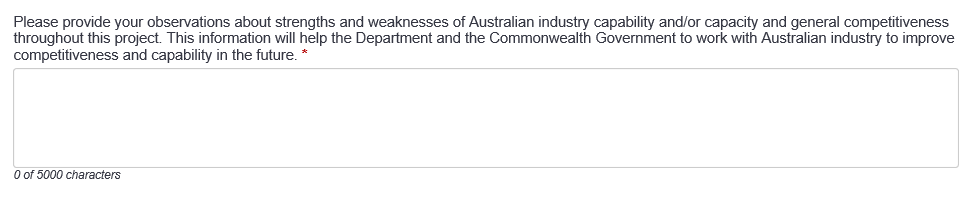 Please provide your observations about strengths and weaknesses of Australian industry capability and/or capacity and general competitiveness
throughout this project. This information will help the Department and the Commonwealth Government to work with Australian industry to improve
competitiveness and capability in the future. *
0 of 5000 characters